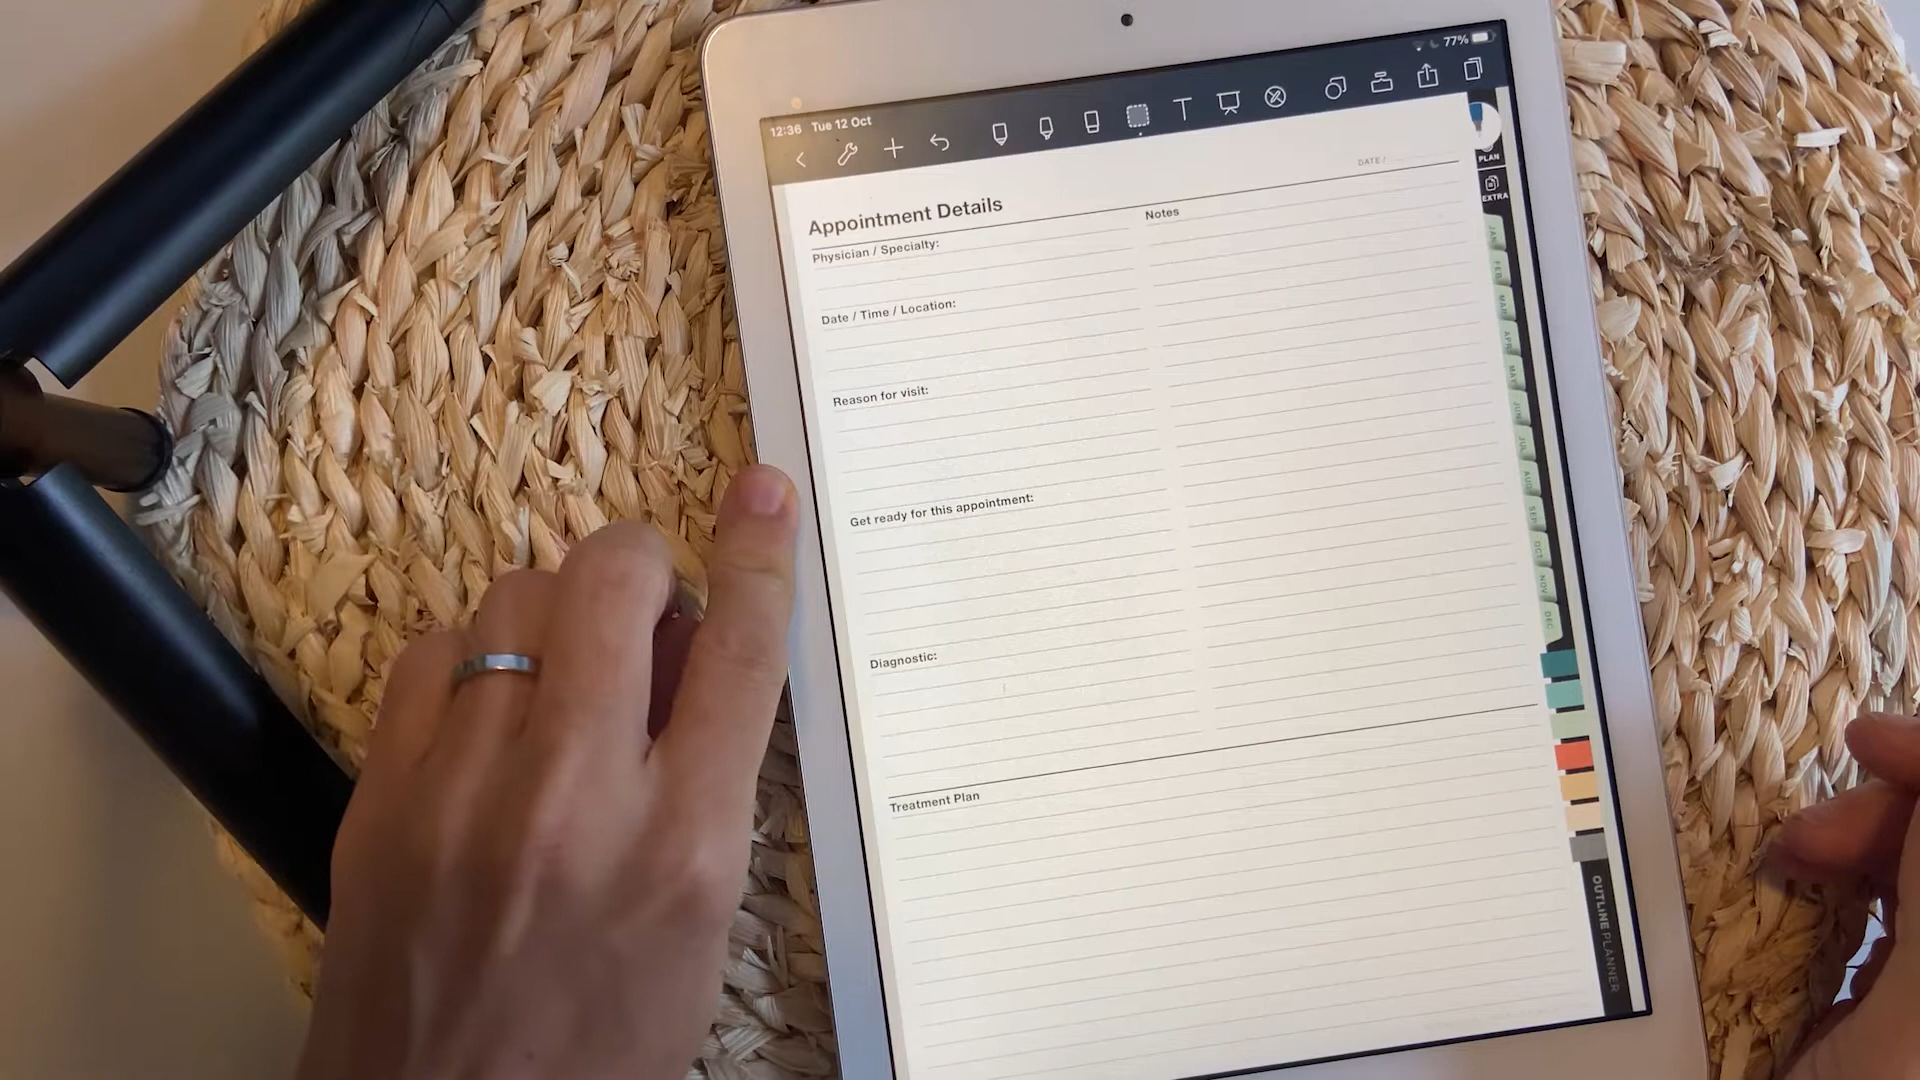 77%
12:36 Tue 12 Oct
DATE /
PLAN
EXTRA
Appointment Details
Physician / Specialty:
Notes
Date / Time / Location:
Reason for visit:
Get ready for this appointment:
Diagnostic:
Treatment Plan
JAN
FEB
MAR
APR
MAY
JUN
JUL
AUG
SEP
OCT
NOV
DEC
OUTLINE PLANNER